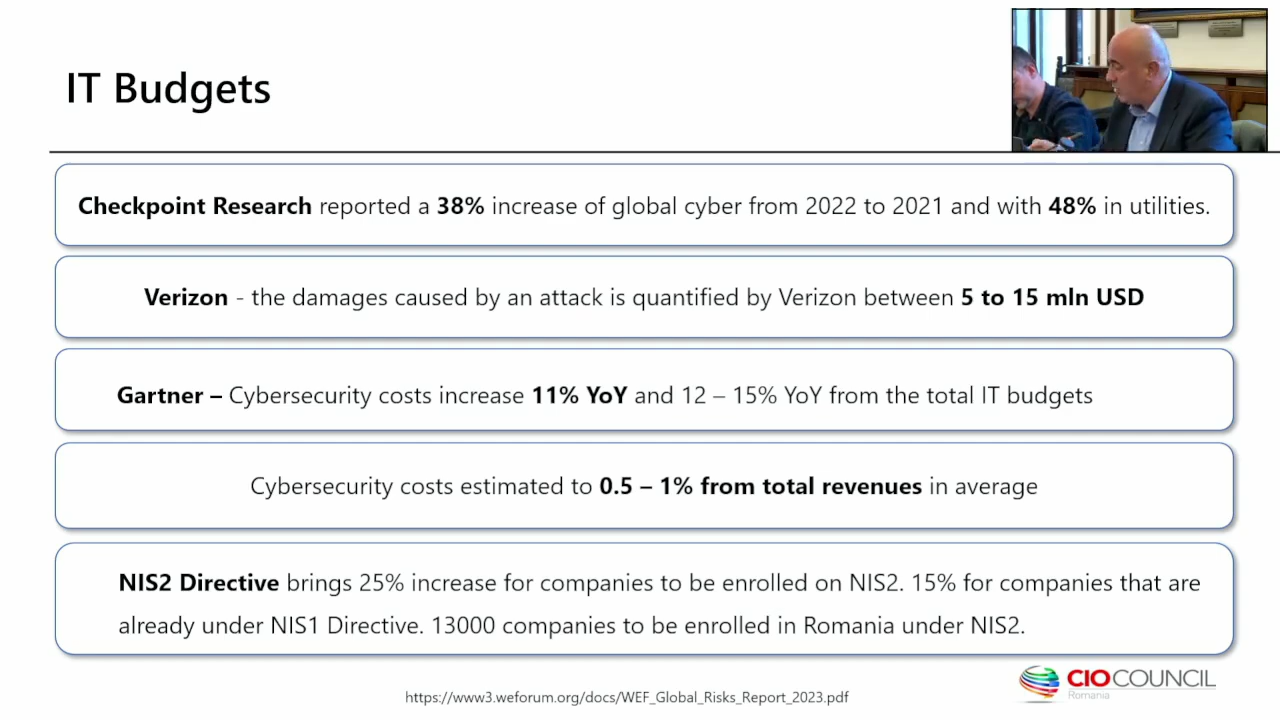 IT Budgets
Checkpoint Research reported a 38% increase of global cyber from 2022 to 2021 and with 48% in utilities.
Verizon - the damages caused by an attack is quantified by Verizon between 5 to 15 mln USD
Gartner – Cybersecurity costs increase 11% YoY and 12 – 15% YoY from the total IT budgets
Cybersecurity costs estimated to 0.5 – 1% from total revenues in average
NIS2 Directive brings 25% increase for companies to be enrolled on NIS2. 15% for companies that are
already under NIS1 Directive. 13000 companies to be enrolled in Romania under NIS2.
https://www3.weforum.org/docs/WEF_Global_Risks_Report_2023.pdf
CIOCOUNCIL
Romania